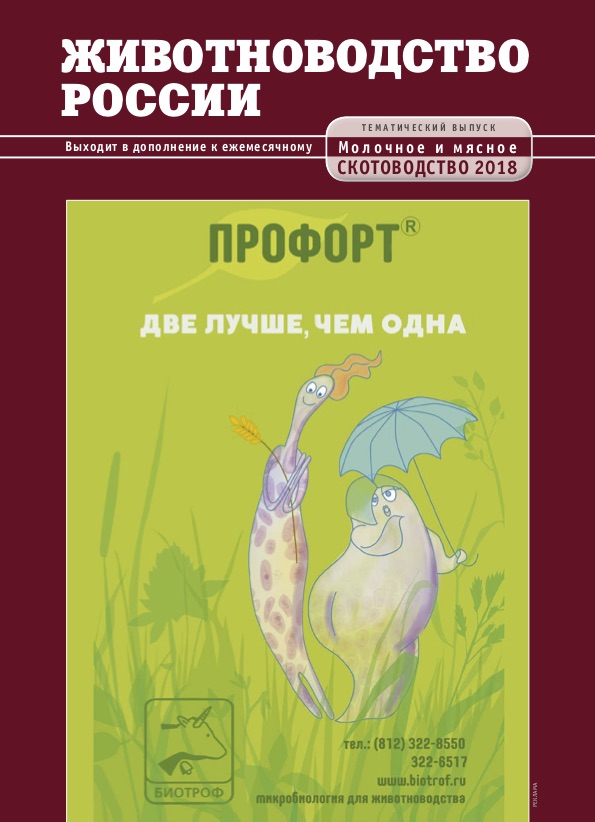 ЖИВОТНОВОДСТВО
РОССИИ
ТЕМАТИЧЕСКИЙ ВЫПУСК
Выходит в дополнение к ежемесячному
Молочное и мясное
СКОТОВОДСТВО 2018
ПРОФОРТ®
ДВЕ ЛУЧШЕ, ЧЕМ ОДНА
тел.: (812) 322-8550
322-6517
www.biotrof.ru
микробиология для животноводства
БИОТРОФ
РЕКЛАМА